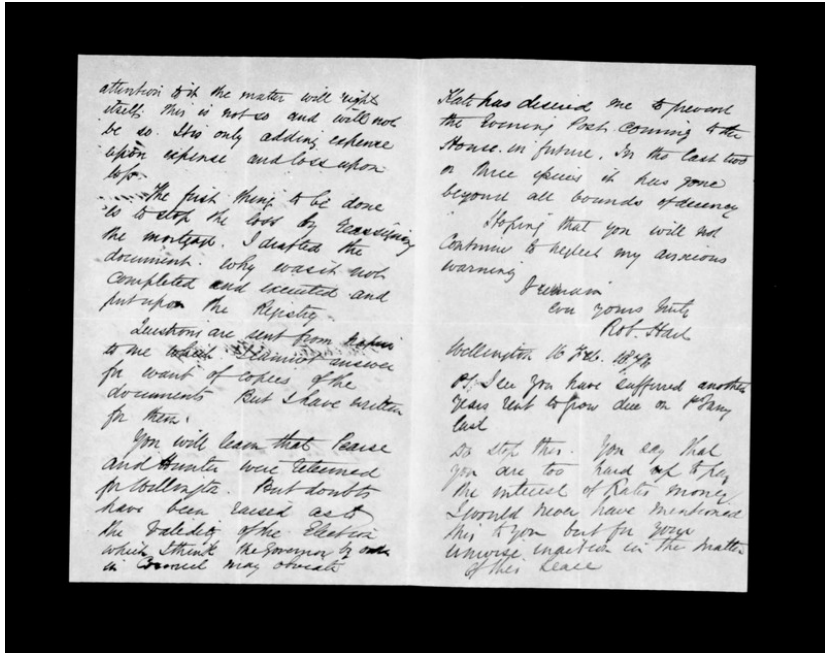 attention to it the matter will right
itself. This is not so and will not
be so. It is only adding expense
upon expense and loss upon
loss.
The first thing to be done
is to stop the loss by reassigning
the mortgage. I drafted the
document. Why was it not
completed and executed and
put upon the Registry.
Questions are sent from
to me which I cannot answer
for want of copies of the
documents But I have written
for them.
You will learn that Pearce
and Hunter were returned
for Wellington. But doubts
have been raised as to
the Validity of the Election
which I think the Governor by order
in Council may obviate
Kate has desired me to prevent
the Evening Post coming to the
House in future. In the last two
or three it has gone
beyond all bounds of decency
Hoping that you will not
Continue to neglect my anxious
warning
I remain
ever yours truly
Rob. Hart
Wellington 16 Feb.
PS. I see you have suffered another
years rent to grow due on 1st Jany
last
Do stop this. You say that
you are too hard up to pay
the interest of Kates money
I would never have mentioned
this to you but for your
unwise inaction in the matter
of this Lease